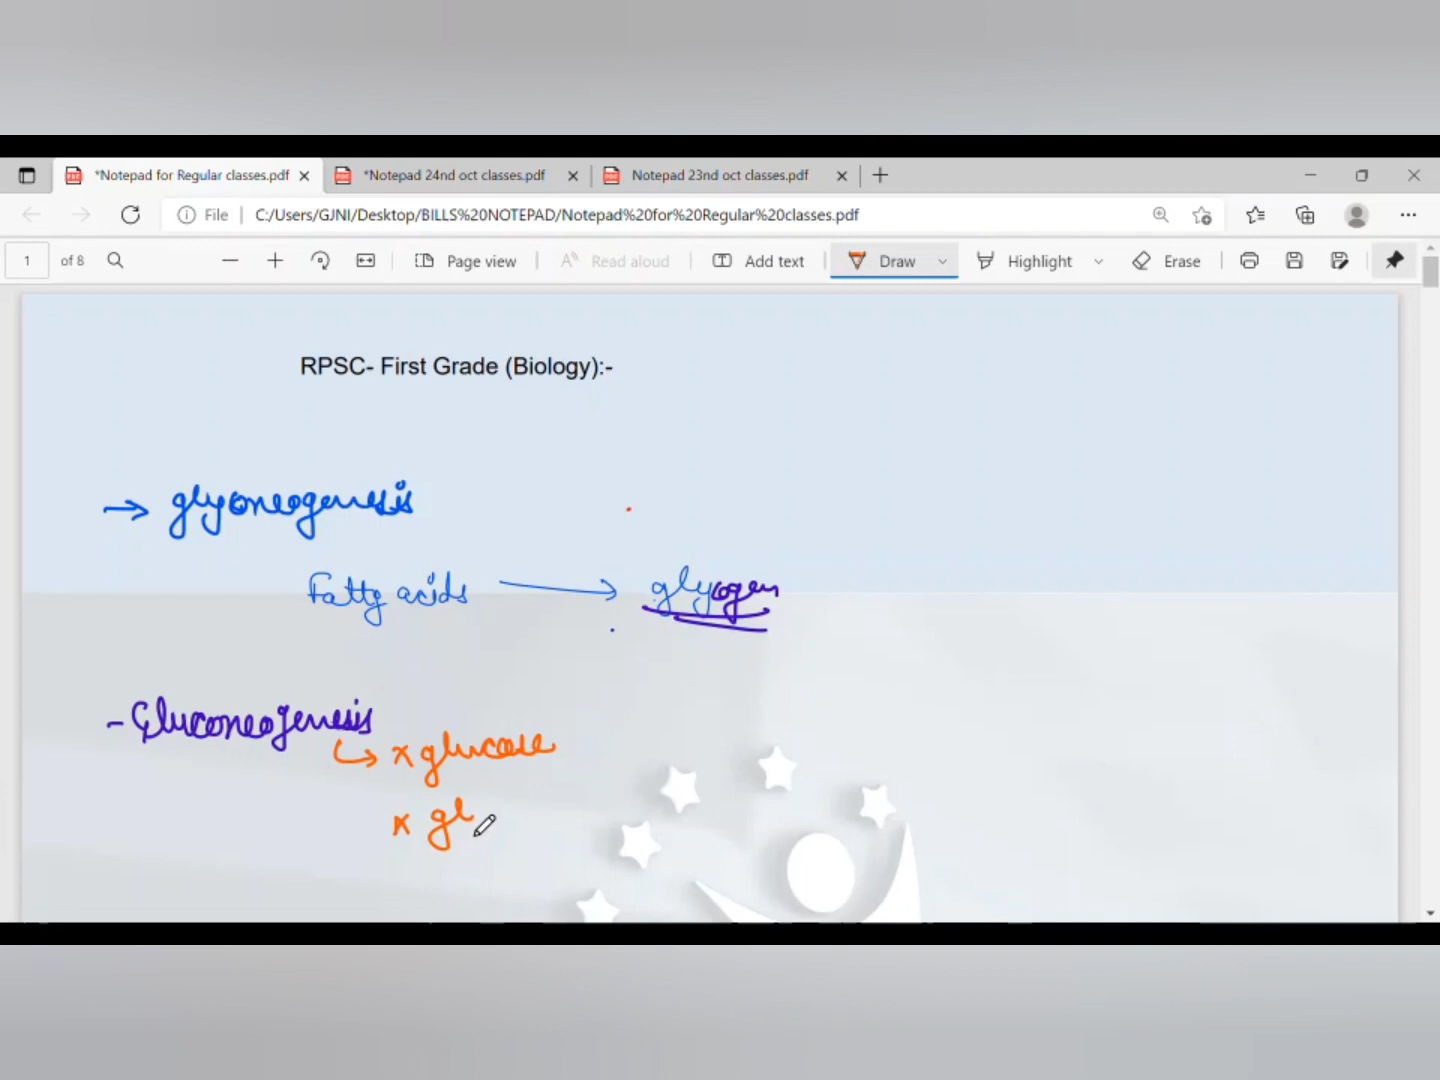 *Notepad for Regular classes.pdf
*Notepad 24nd oct classes.pdf
Notepad 23nd oct classes.pdf
File
C:/Users/GJNI/Desktop/BILLS%20NOTEPAD/Notepad%20for%20Regular%20classes.pdf
1 of 8
Page view
Read aloud
Add text
Draw
Highlight
Erase
RPSC- First Grade (Biology):-
→ glyoneogenesis
Fatty acids → glycogen
- Gluconeogenesis
↳ x glucose
x gl